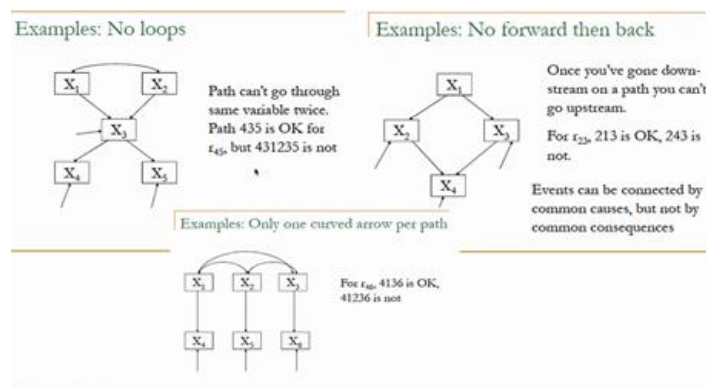 Examples: No loops
X1
X2
X3
X4
X5
Path can't go through
same variable twice.
Path 435 is OK for
r45, but 431235 is not
Examples: No forward then back
X1
X2
X3
X4
Once you've gone down-
stream on a path you can't
go upstream.
For r23, 213 is OK, 243 is
not.
Events can be connected by
common causes, but not by
common consequences
Examples: Only one curved arrow per path
X1
X2
X3
X4
X5
X6
For r46, 4136 is OK,
41236 is not